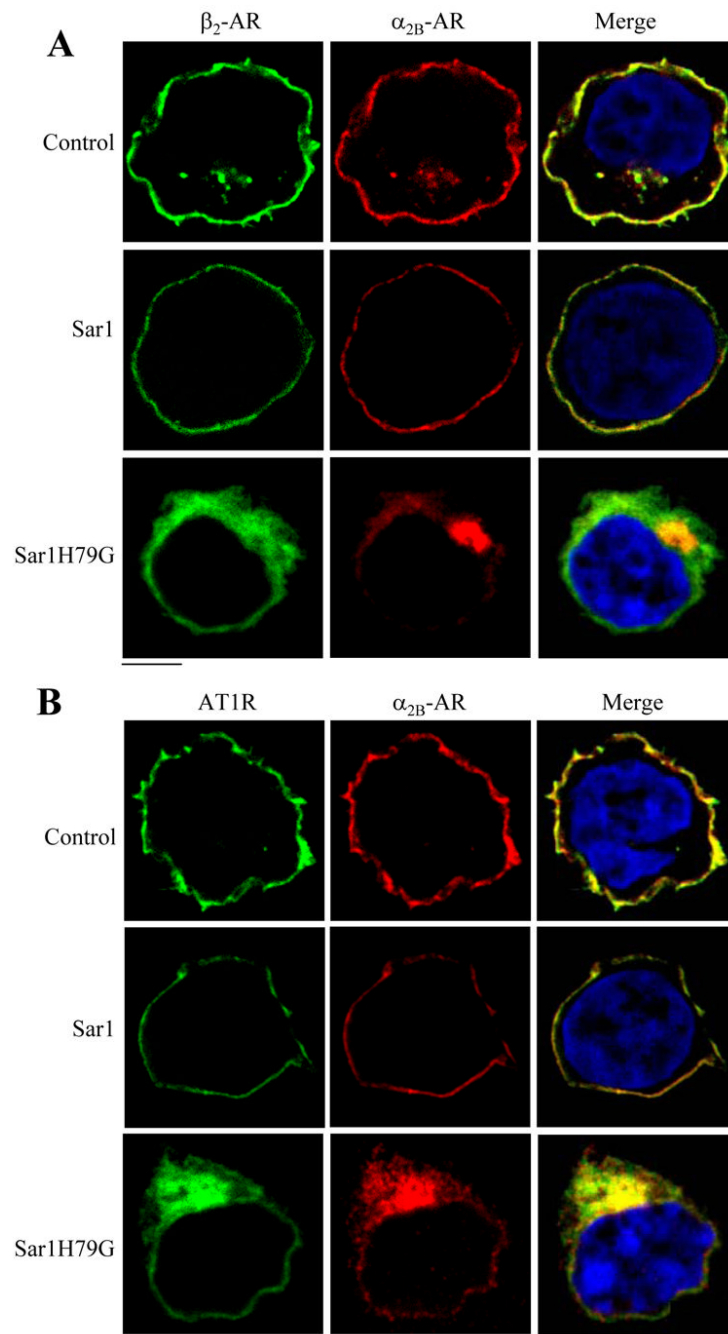 A
β₂-AR α₂B-AR Merge
Control
Sar1
Sar1H79G
B
AT1R α₂B-AR Merge
Control
Sar1
Sar1H79G